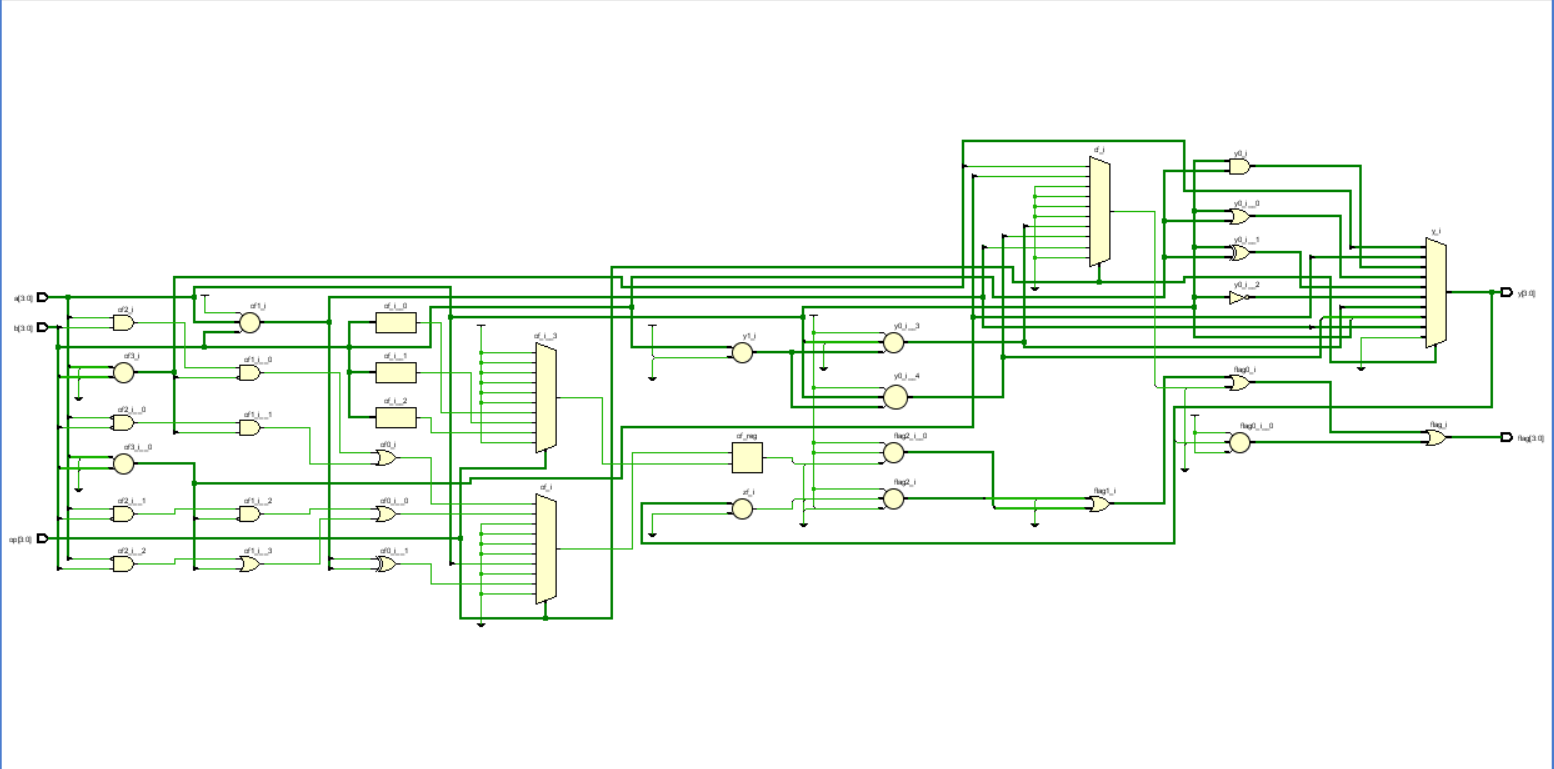 cf_i
y0_i
y0_i__0
y_i
y0_i__1
y0_i__2
a[3:0]
y[3:0]
of2_i
of1_i
of_i__0
b[3:0]
y0_i__3
of_i__3
y1_i
of3_i
of1_i__0
of_i__1
y0_i__4
flag0_i
of2_i__0
of1_i__1
of_i__2
flag0_i__0
flag_i
flag[3:0]
of3_i__0
of0_i
of_reg
flag2_i__0
of_i
zf_i
flag2_i
flag1_i
of2_i__1
of1_i__2
of0_i__0
op[3:0]
of2_i__2
of1_i__3
of0_i__1